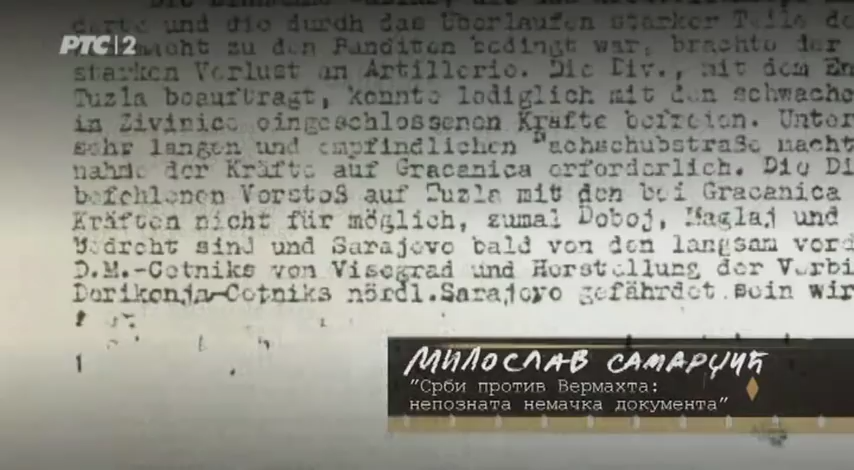 darte und die durch das Überlaufen starker Teile de
РТС|2
zu den Banditen bedingt war, brachte der
starken Verlust an Artillerie. Die Div., mit dem En
Tuzla beauftragt, konnte lediglich mit den schwache
in Zivinice eingeschlossenen Kräfte befreien. Unter
sehr langen und empfindlichen Nachschubstraße macht
nahme der Kräfte auf Gracanica erforderlich. Die Di
befohlenen Vorstoß auf Tuzla mit den bei Gracanica
Kräften nicht für möglich, zumal Doboj, Maglaj und
bedroht sind und Sarajevo bald von den langsam vord
D.M.-Cetniks von Visegrad und Herstellung der Verbi
Cetniks nördl.Sarajevo gefährdet sein wir
МИЛОСЛАВ САМАРЏИЋ
"Срби против Вермахта:
непозната немачка документа"